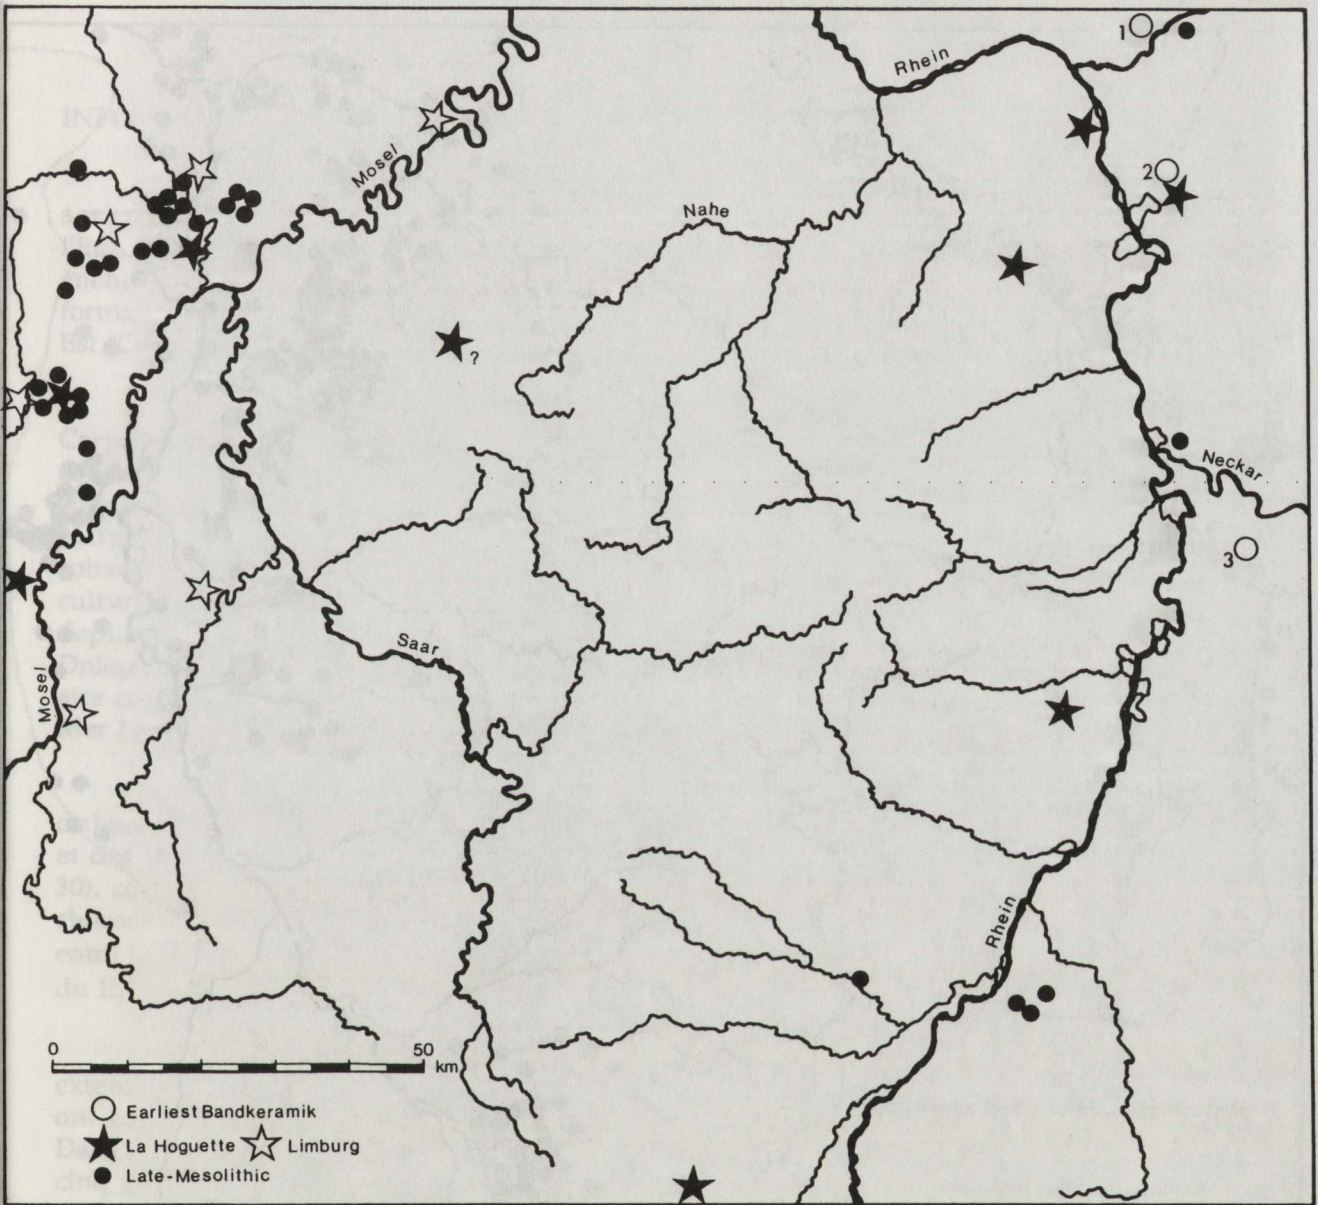 1
Rhein
Mosel
2
Nahe
?
Neckar
3
Saar
Mosel
Rhein
0 50
km
Earliest Bandkeramik
La Hoguette Limburg
Late-Mesolithic